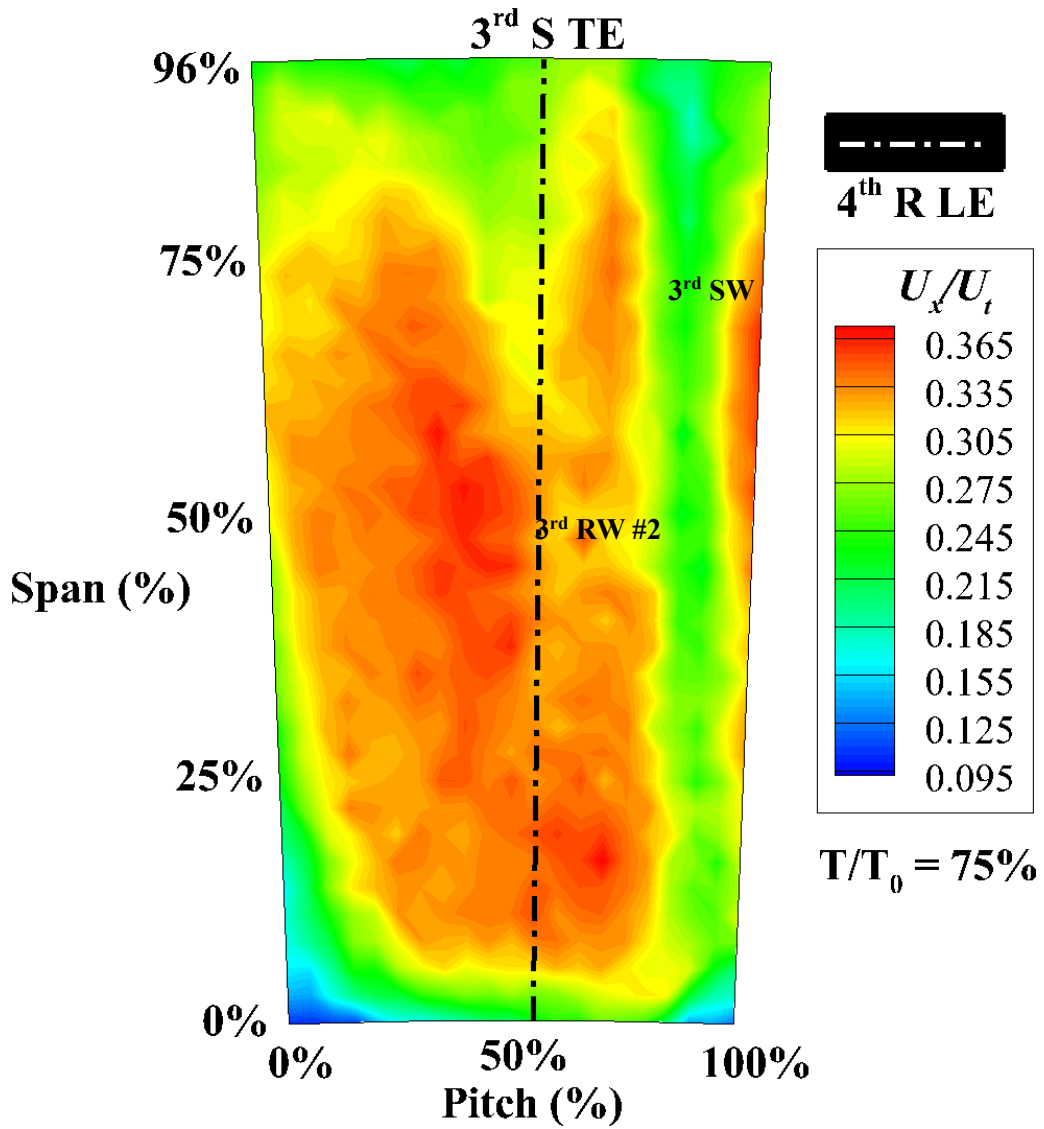 3rd S TE
96%
75%
50%
25%
0%
Span (%)
0%
50%
100%
Pitch (%)
3rd SW
3rd RW #2
4th R LE
Ux/Ut
0.365
0.335
0.305
0.275
0.245
0.215
0.185
0.155
0.125
0.095
T/T0 = 75%